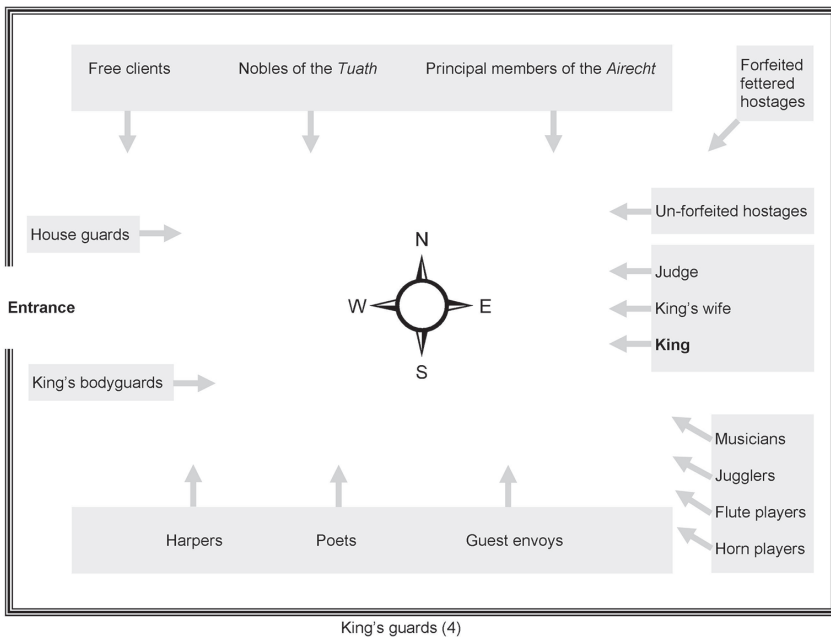 Free clients
Nobles of the Tuath
Principal members of the Airecht
Forfeited
fettered
hostages
Un-forfeited hostages
House guards
N
Judge
Entrance
W
E
King's wife
King
S
King's bodyguards
Musicians
Jugglers
Flute players
Horn players
Harpers
Poets
Guest envoys
King's guards (4)